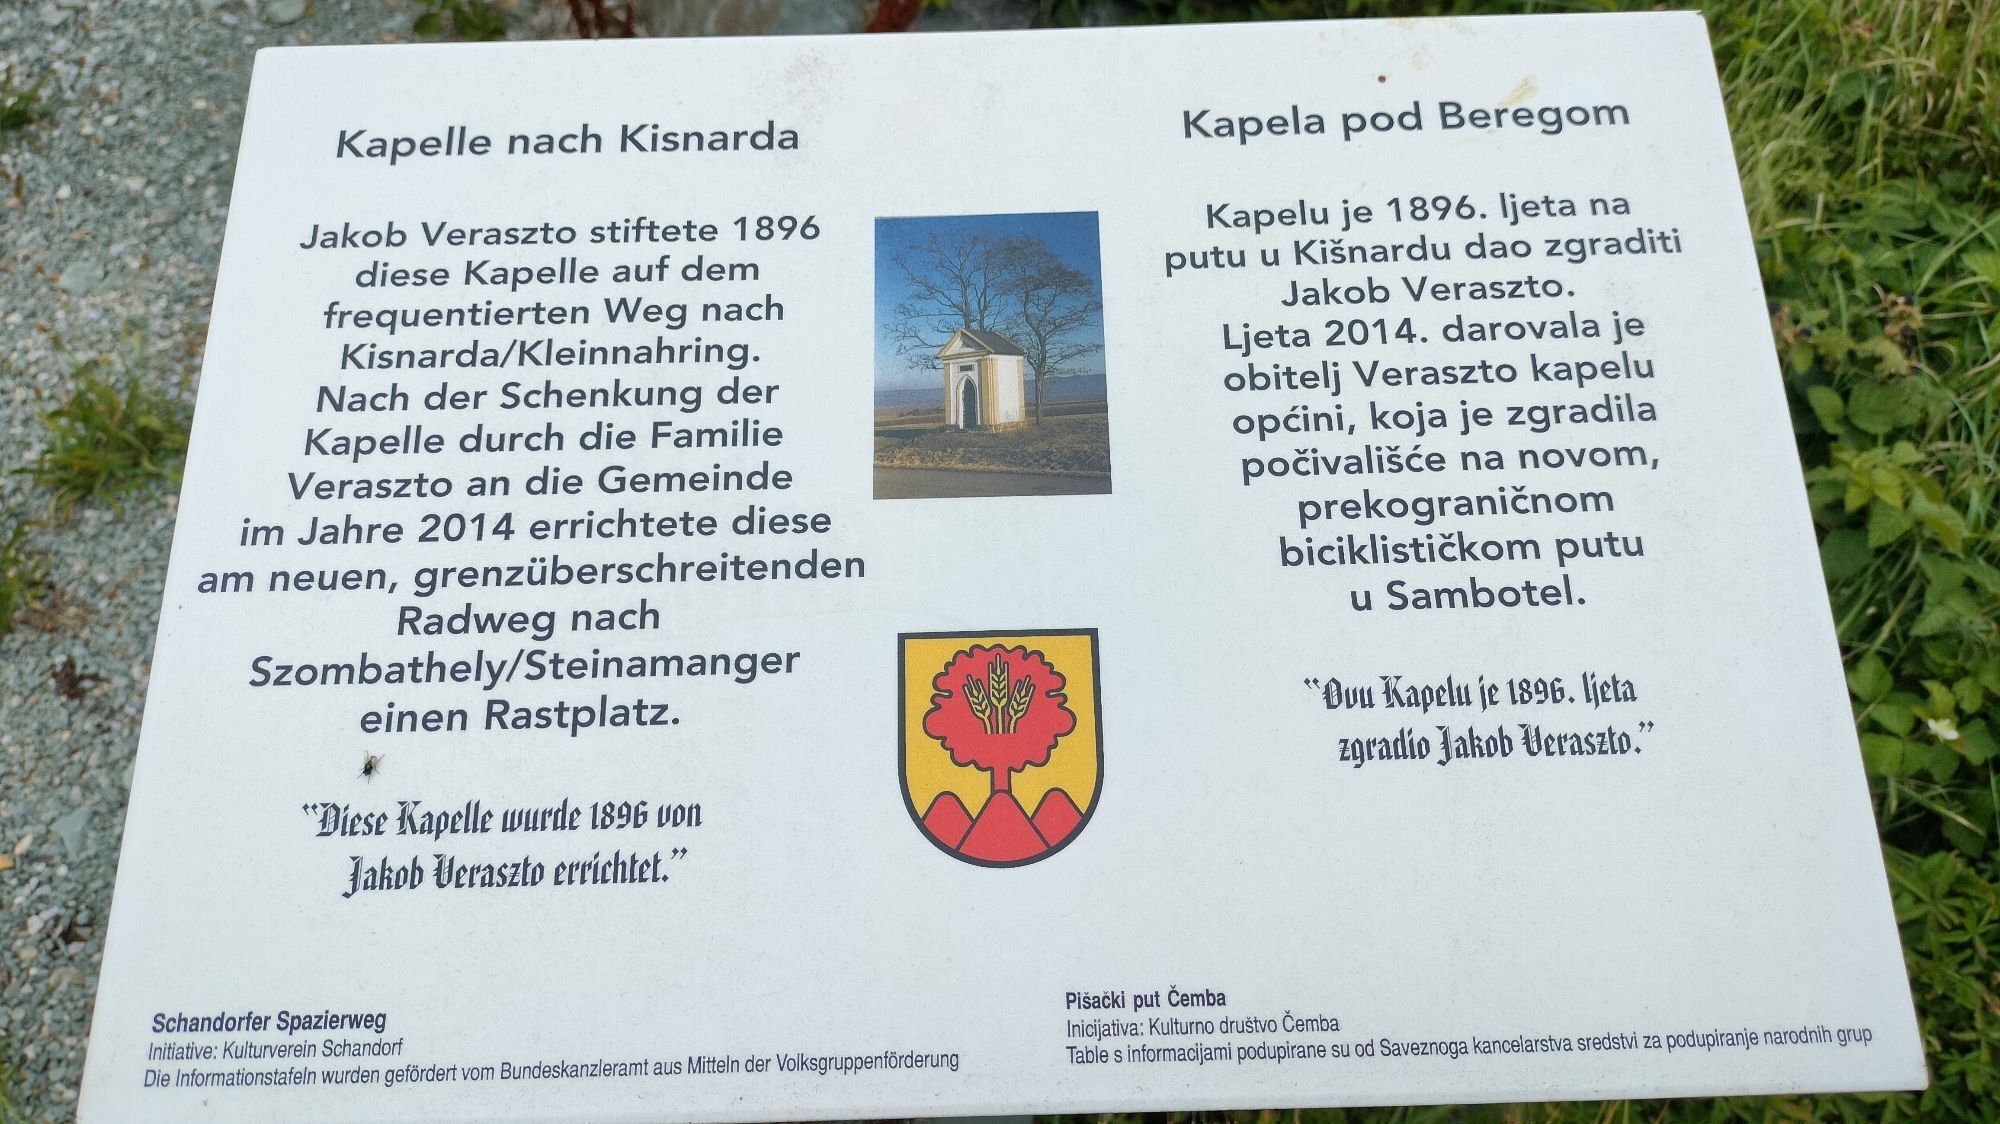 Kapelle nach Kisnarda
Jakob Veraszto stiftete 1896
diese Kapelle auf dem
frequentierten Weg nach
Kisnarda/Kleinnahring.
Nach der Schenkung der
Kapelle durch die Familie
Veraszto an die Gemeinde
im Jahre 2014 errichtete diese
am neuen, grenzüberschreitenden
Radweg nach
Szombathely/Steinamanger
einen Rastplatz.
"Diese Kapelle wurde 1896 von
Jakob Veraszto errichtet."
Schandorfer Spazierweg
Initiative: Kulturverein Schandorf
Die Informationstafeln wurden gefördert vom Bundeskanzleramt aus Mitteln der Volksgruppenförderung
Kapela pod Beregom
Kapelu je 1896. ljeta na
putu u Kišnardu dao zgraditi
Jakob Veraszto.
Ljeta 2014. darovala je
obitelj Veraszto kapelu
općini, koja je zgradila
počivališće na novom,
prekograničnom
biciklističkom putu
u Sambotel.
"Ovu Kapelu je 1896. ljeta
zgradio Jakob Veraszto."
Pišački put Čemba
Inicijativa: Kulturno društvo Čemba
Table s informacijami podupirane su od Saveznoga kancelarstva sredstvi za podupiranje narodnih grup